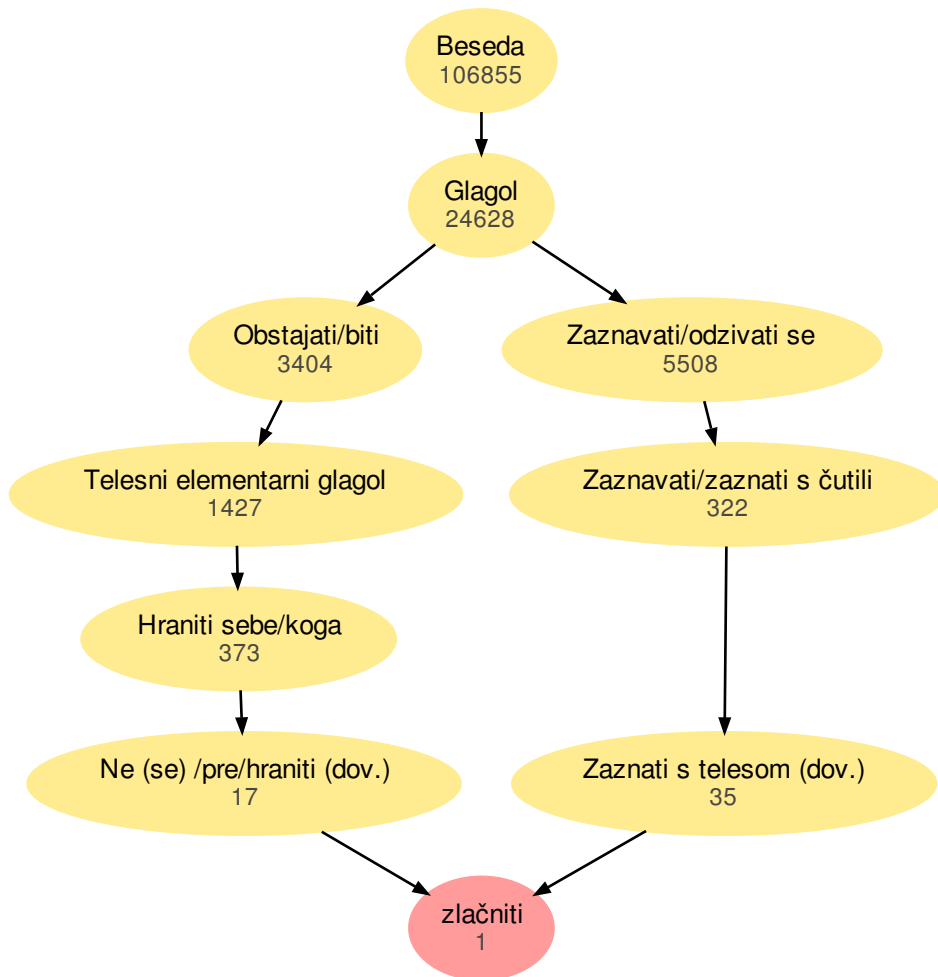 Beseda
106855
Glagol
24628
Obstajati/biti
3404
Zaznavati/odzivati se
5508
Telesni elementarni glagol
1427
Zaznavati/zaznati s čutili
322
Hraniti sebe/koga
373
Ne (se) /pre/hraniti (dov.)
17
Zaznati s telesom (dov.)
35
zlačniti
1